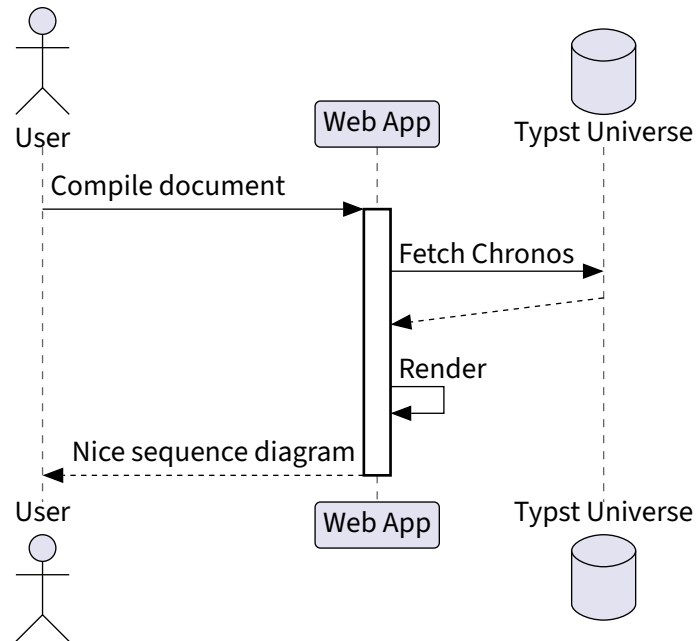 User
Web App
Typst Universe
Compile document
Fetch Chronos
Render
Nice sequence diagram
User
Web App
Typst Universe